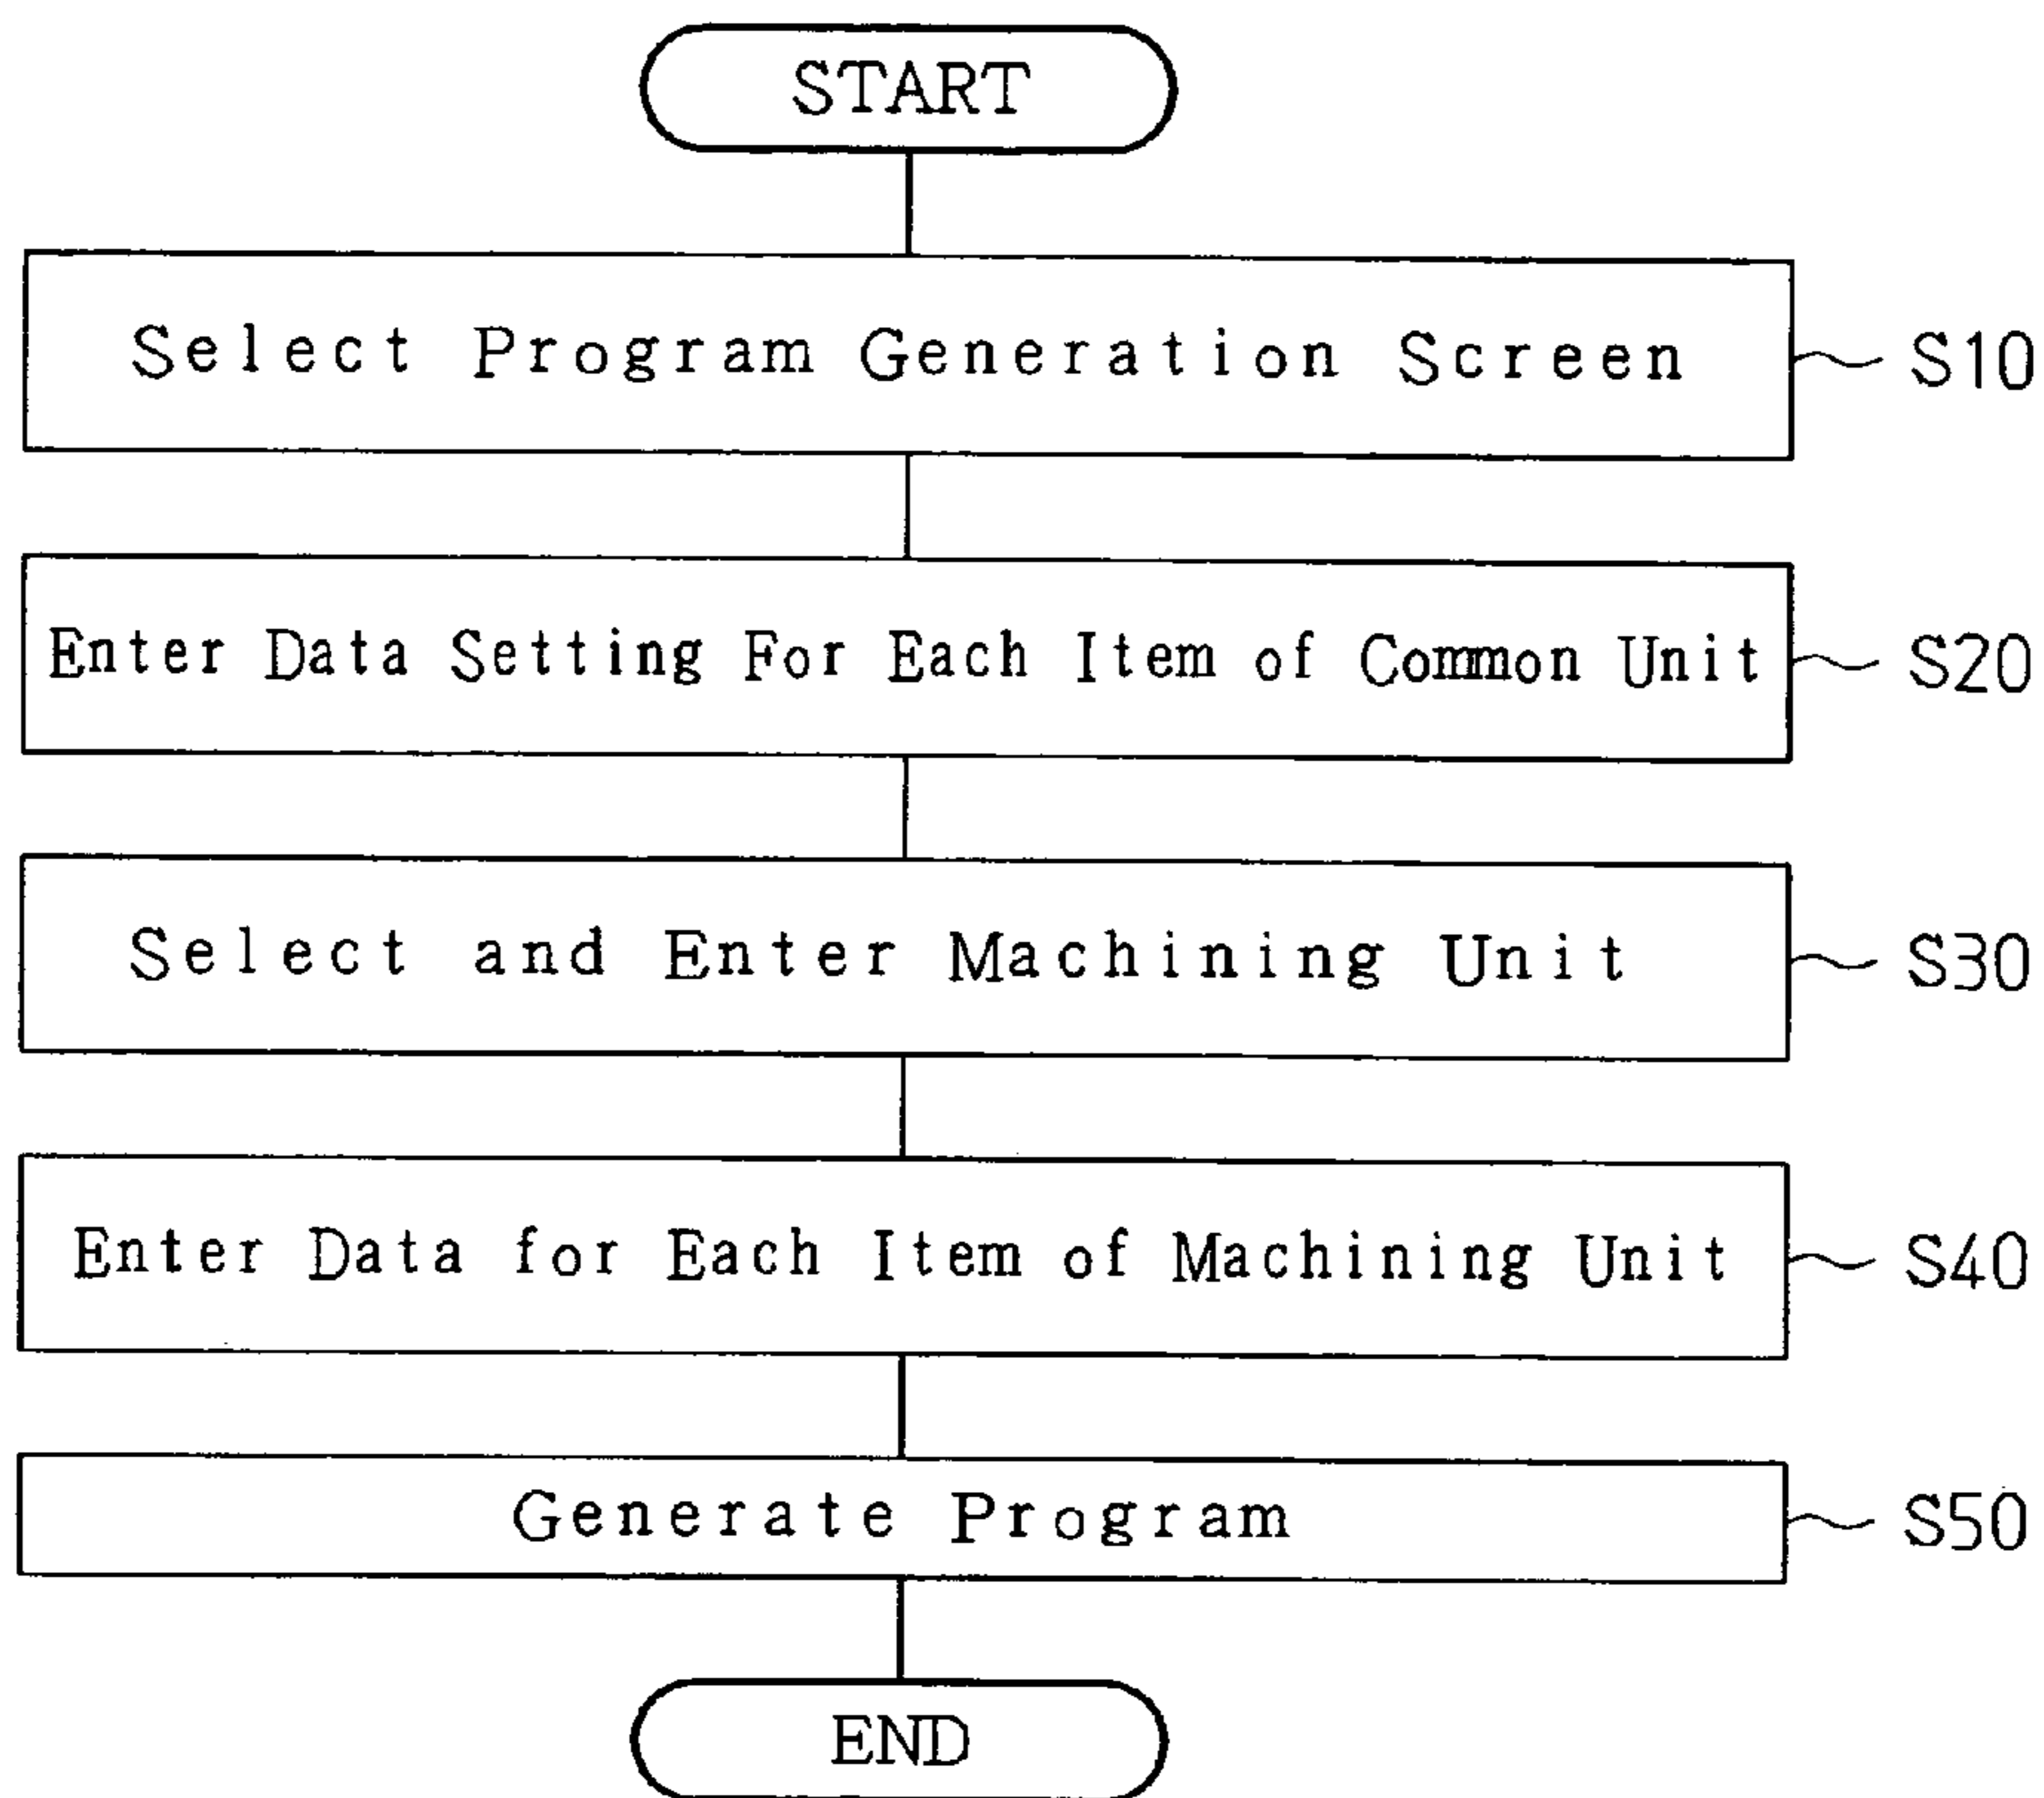 START
Select Program Generation Screen
S10
Enter Data Setting For Each Item of Common Unit
S20
Select and Enter Machining Unit
S30
Enter Data for Each Item of Machining Unit
S40
Generate Program
S50
END